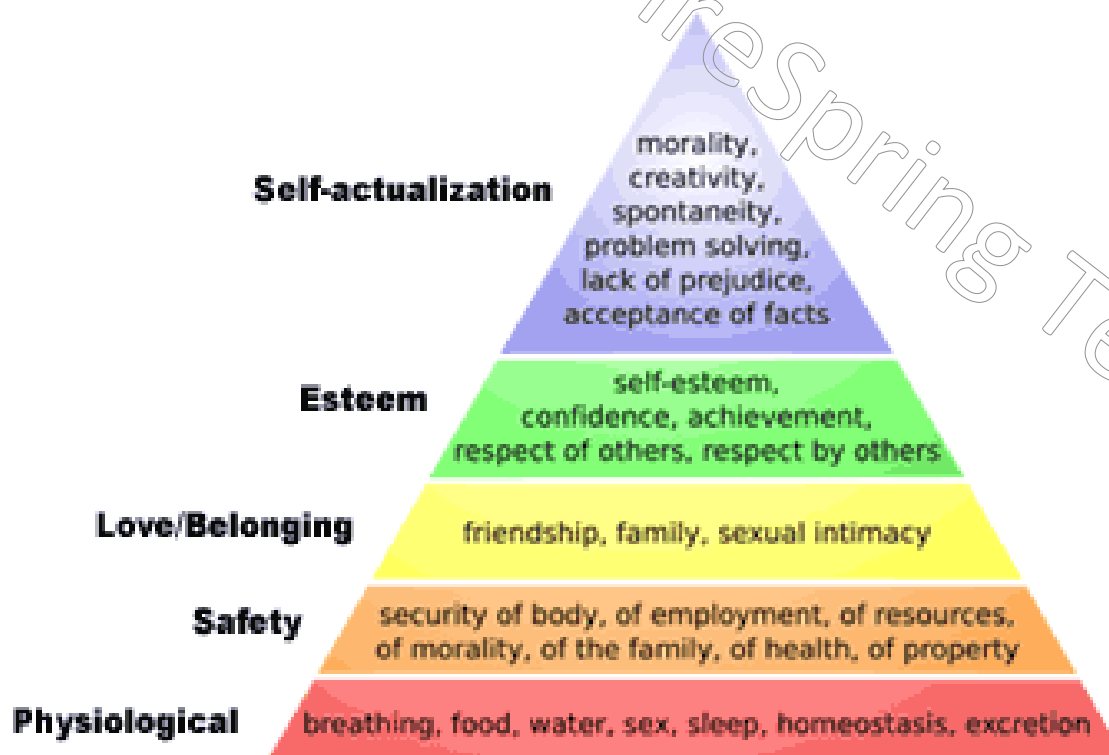 morality,
creativity,
Self-actualization
spontaneity,
problem solving,
lack of prejudice,
acceptance of facts
Esteem
self-esteem,
confidence, achievement,
respect of others, respect by others
Love/Belonging
friendship, family, sexual intimacy
Safety
security of body, of employment, of resources,
of morality, of the family, of health, of property
Physiological
breathing, food, water, sex, sleep, homeostasis, excretion